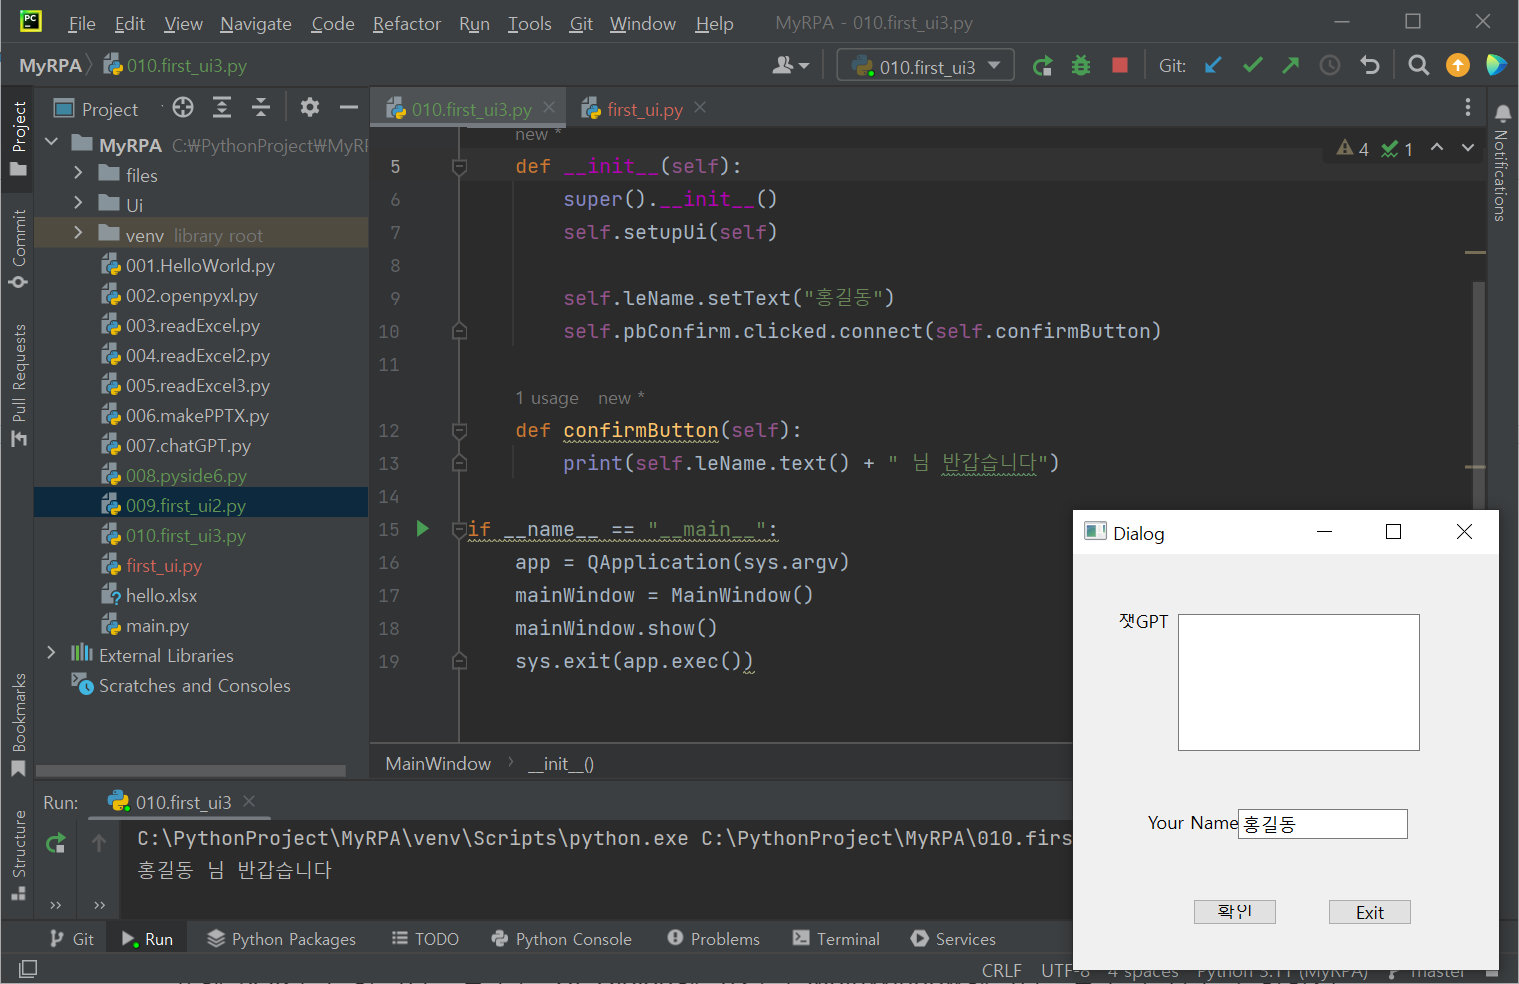 File Edit View Navigate Code Refactor Run Tools Git Window Help MyRPA - 010.first_ui3.py
MyRPA 010.first_ui3.py
010.first_ui3
Git:
Project
010.first_ui3.py
first_ui.py
MyRPA C:₩PythonProject₩MyRP
files
Ui
venv library root
001.HelloWorld.py
002.openpyxl.py
003.readExcel.py
004.readExcel2.py
005.readExcel3.py
006.makePPTX.py
007.chatGPT.py
008.pyside6.py
009.first_ui2.py
010.first_ui3.py
first_ui.py
hello.xlsx
main.py
External Libraries
Scratches and Consoles
Project
Commit
Pull Requests
Bookmarks
Structure
Notifications
new *
4 1
5 def __init__(self):
6 super().__init__()
7 self.setupUi(self)
8
9 self.leName.setText("홍길동")
10 self.pbConfirm.clicked.connect(self.confirmButton)
11
1 usage new *
12 def confirmButton(self):
13 print(self.leName.text() + " 님 반갑습니다")
14
15 if __name__ == "__main__":
16 app = QApplication(sys.argv)
17 mainWindow = MainWindow()
18 mainWindow.show()
19 sys.exit(app.exec())
MainWindow › __init__()
Run: 010.first_ui3
C:\PythonProject\MyRPA\venv\Scripts\python.exe C:\PythonProject\MyRPA\010.firs
홍길동 님 반갑습니다
Dialog
잿GPT
Your Name 홍길동
확인 Exit
Git Run Python Packages TODO Python Console Problems Terminal Services
CRLF UTF-8 4 spaces Python 3.11 (MyRPA) master